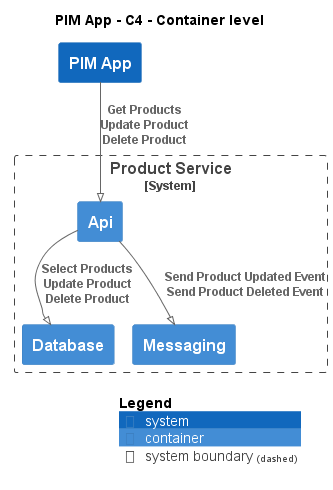 PIM App - C4 - Container level
PIM App
Get Products
Update Product
Delete Product
Product Service
[System]
Api
Select Products
Update Product
Delete Product
Send Product Updated Event
Send Product Deleted Event
Database
Messaging
Legend
system
container
system boundary (dashed)